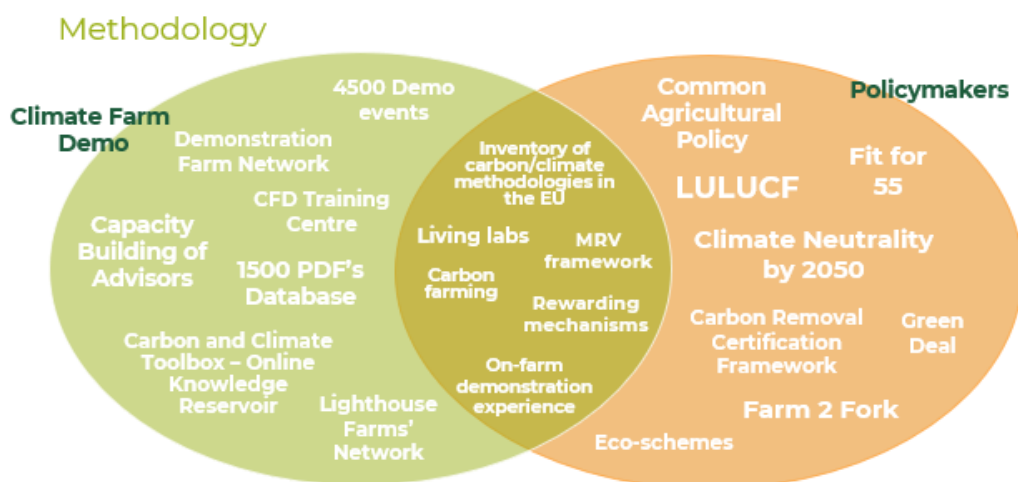 Methodology
Climate Farm
Demo
4500 Demo
events
Demonstration
Farm Network
CFD Training
Centre
Capacity
Building of
Advisors
1500 PDF's
Database
Carbon and Climate
Toolbox – Online
Knowledge
Reservoir
Lighthouse
Farms'
Network
Inventory of
carbon/climate
methodologies in
the EU
Living labs
MRV
framework
Carbon
farming
Rewarding
mechanisms
On-farm
demonstration
experience
Policymakers
Common
Agricultural
Policy
Fit for
55
LULUCF
Climate Neutrality
by 2050
Carbon Removal
Certification
Framework
Green
Deal
Farm 2 Fork
Eco-schemes